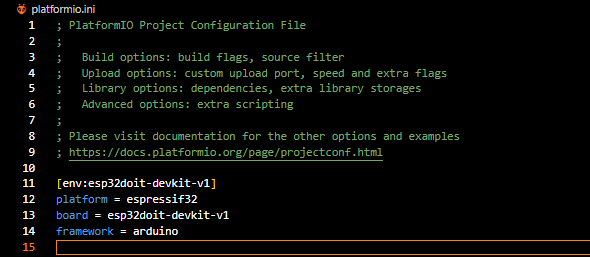 platformio.ini
1 ; PlatformIO Project Configuration File
2 ;
3 ;   Build options: build flags, source filter
4 ;   Upload options: custom upload port, speed and extra flags
5 ;   Library options: dependencies, extra library storages
6 ;   Advanced options: extra scripting
7 ;
8 ; Please visit documentation for the other options and examples
9 ; https://docs.platformio.org/page/projectconf.html
10
11 [env:esp32doit-devkit-v1]
12 platform = espressif32
13 board = esp32doit-devkit-v1
14 framework = arduino
15